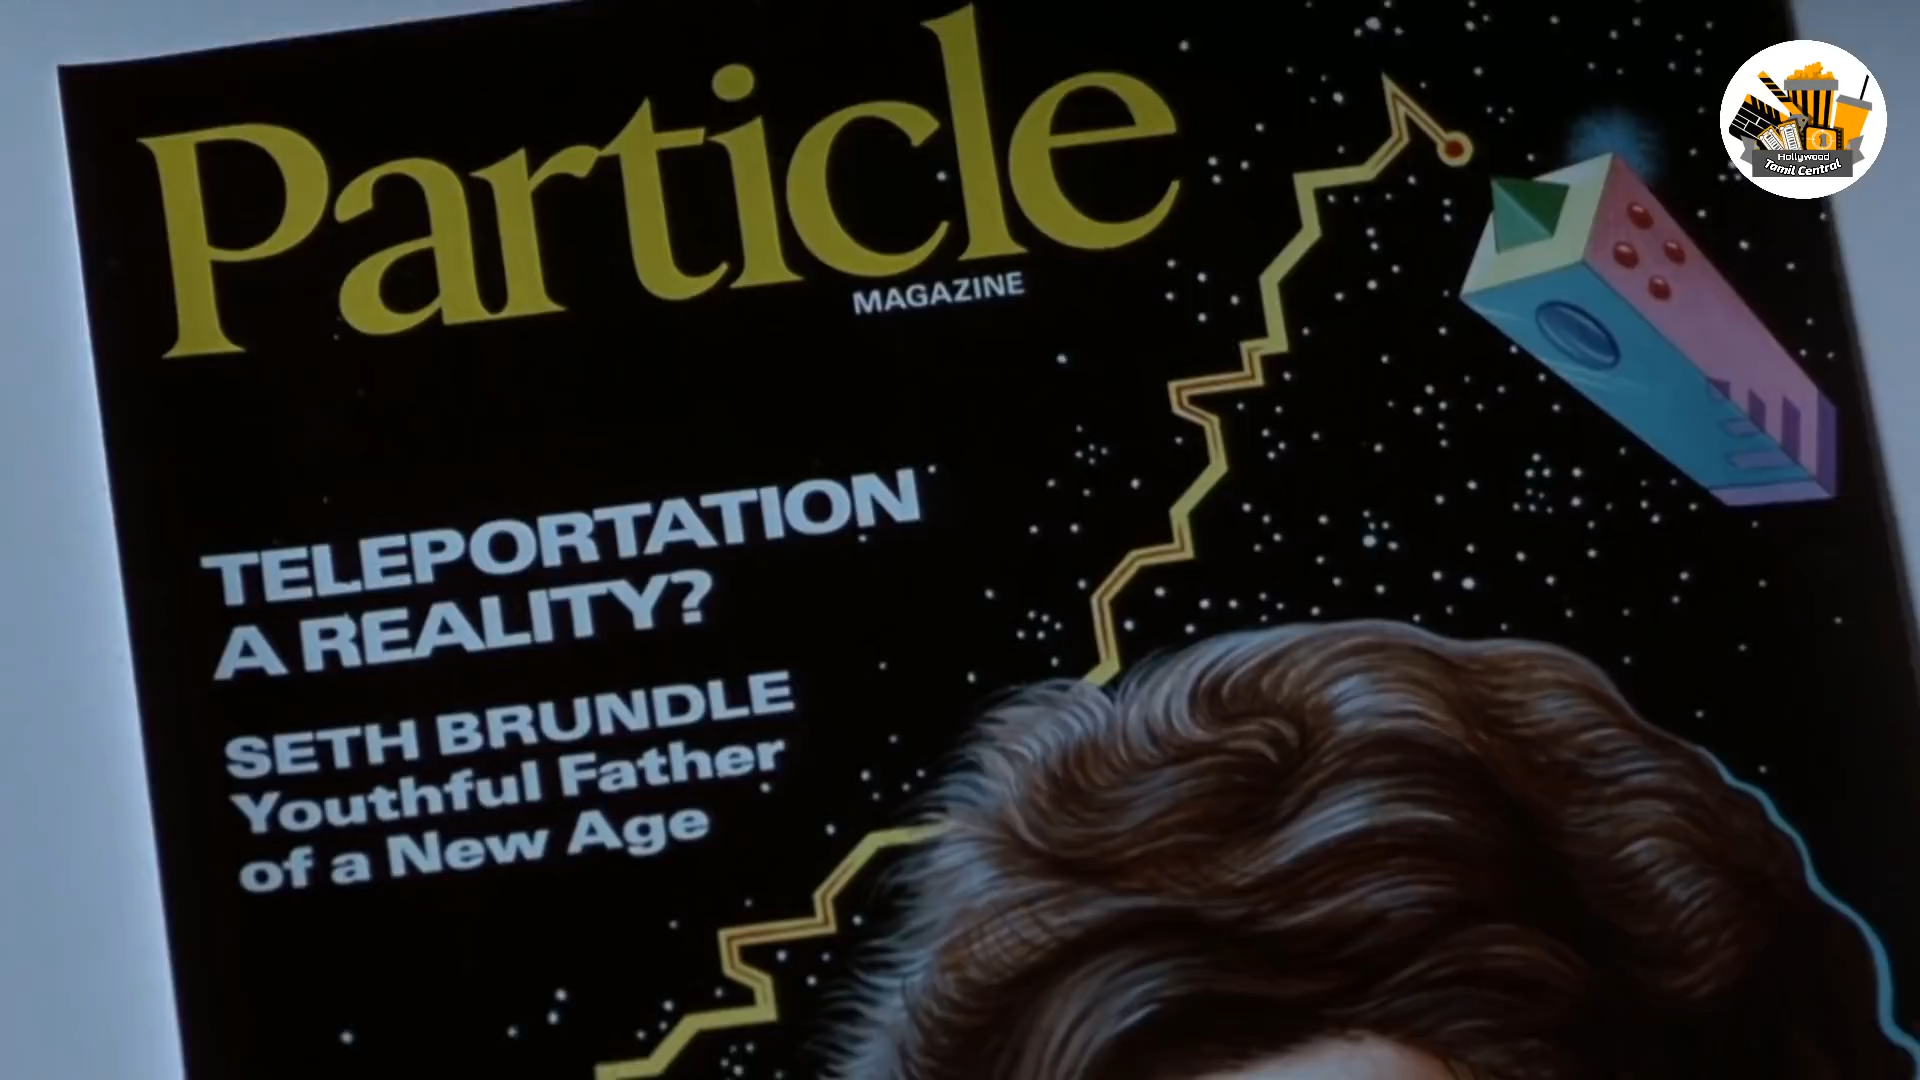 Particle
MAGAZINE
TELEPORTATION
A REALITY?
SETH BRUNDLE
Youthful Father
of a New Age
Hollywood
Tamil Central